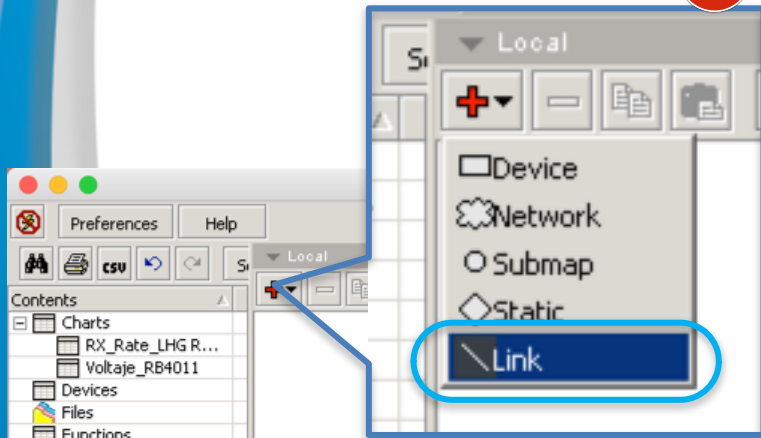 Local
Device
Network
Submap
Static
Link
Preferences Help
csv
Local
Contents
Charts
RX_Rate_LHG R...
Voltaje_RB4011
Devices
Files
Functions